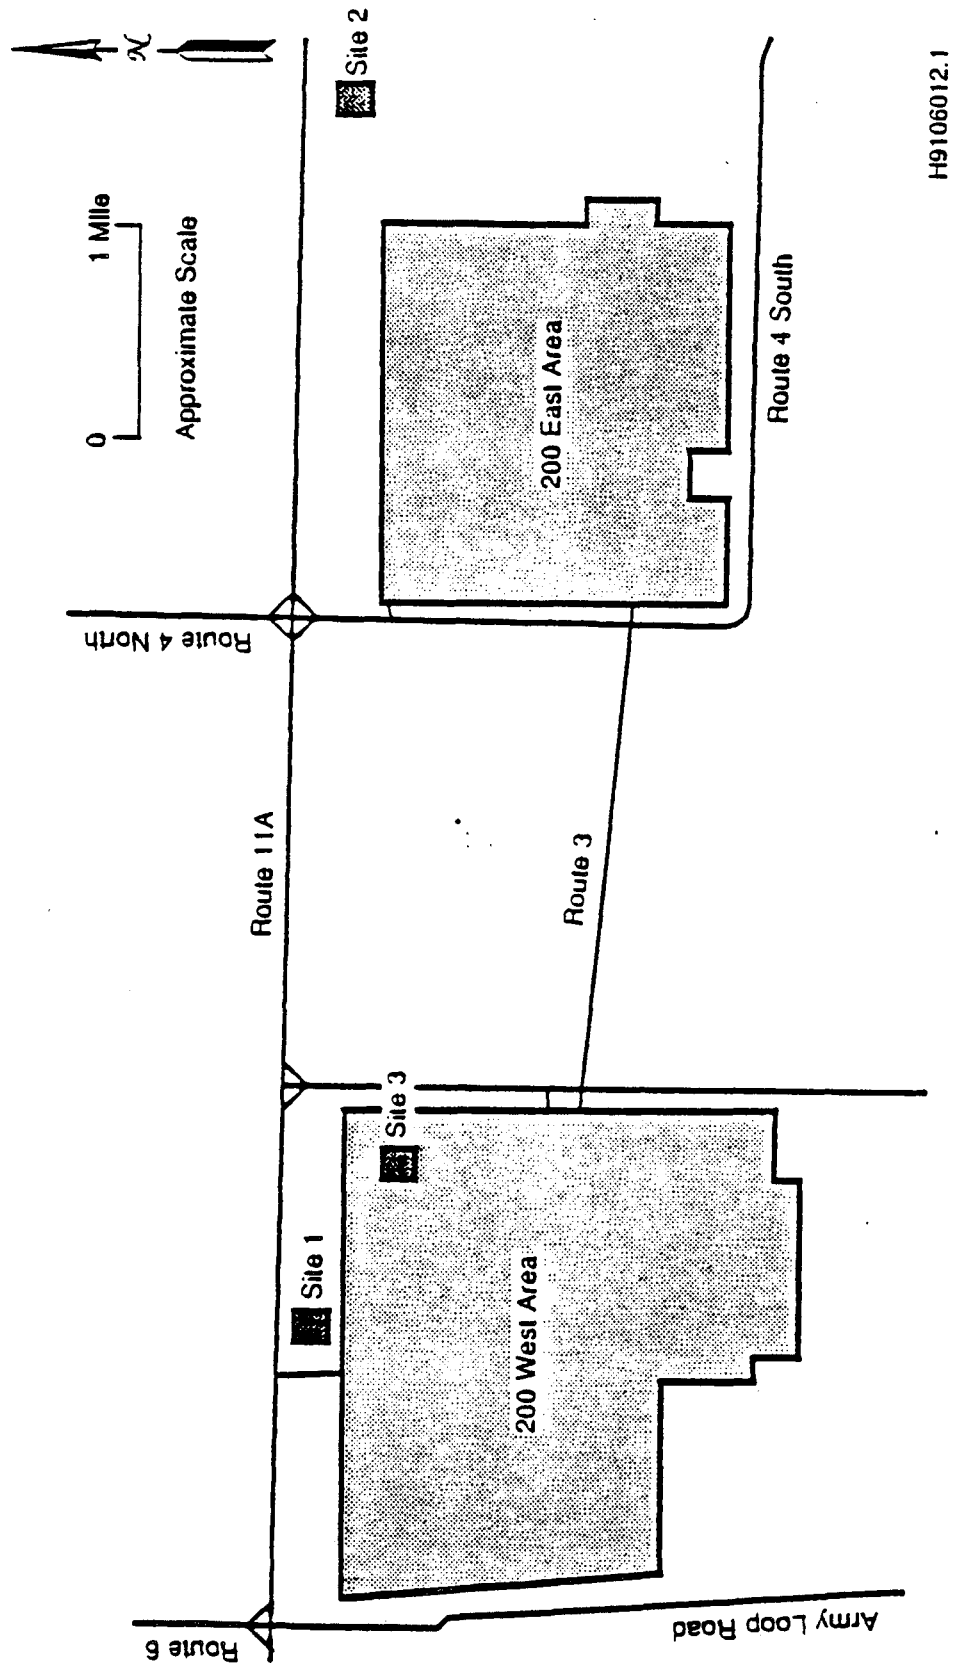 N
0 1 Mile
Approximate Scale
Site 2
Route 6
Route 11A
Route 4 North
Site 1
Site 3
200 West Area
Route 3
200 East Area
Route 4 South
Army Loop Road
H9106012.1